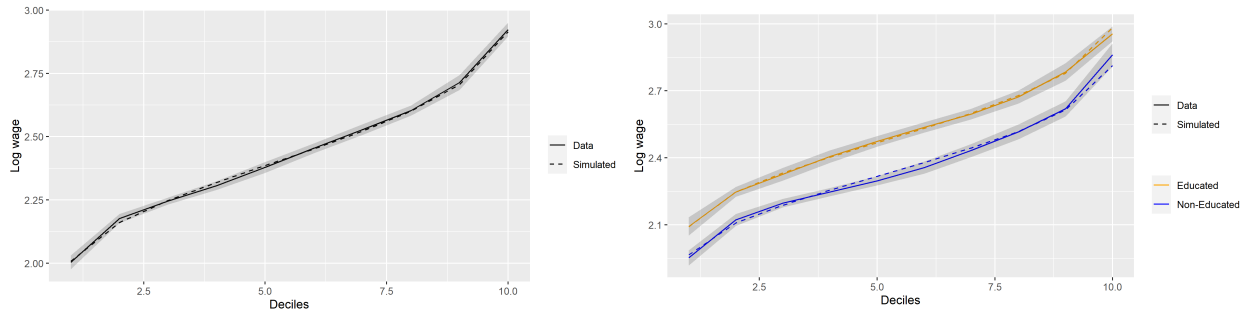 3.00
2.75
2.50
2.25
2.00
Log wage
2.5
5.0
7.5
10.0
Deciles
Data
Simulated
3.0
2.7
2.4
2.1
Log wage
2.5
5.0
7.5
10.0
Deciles
Data
Simulated
Educated
Non-Educated